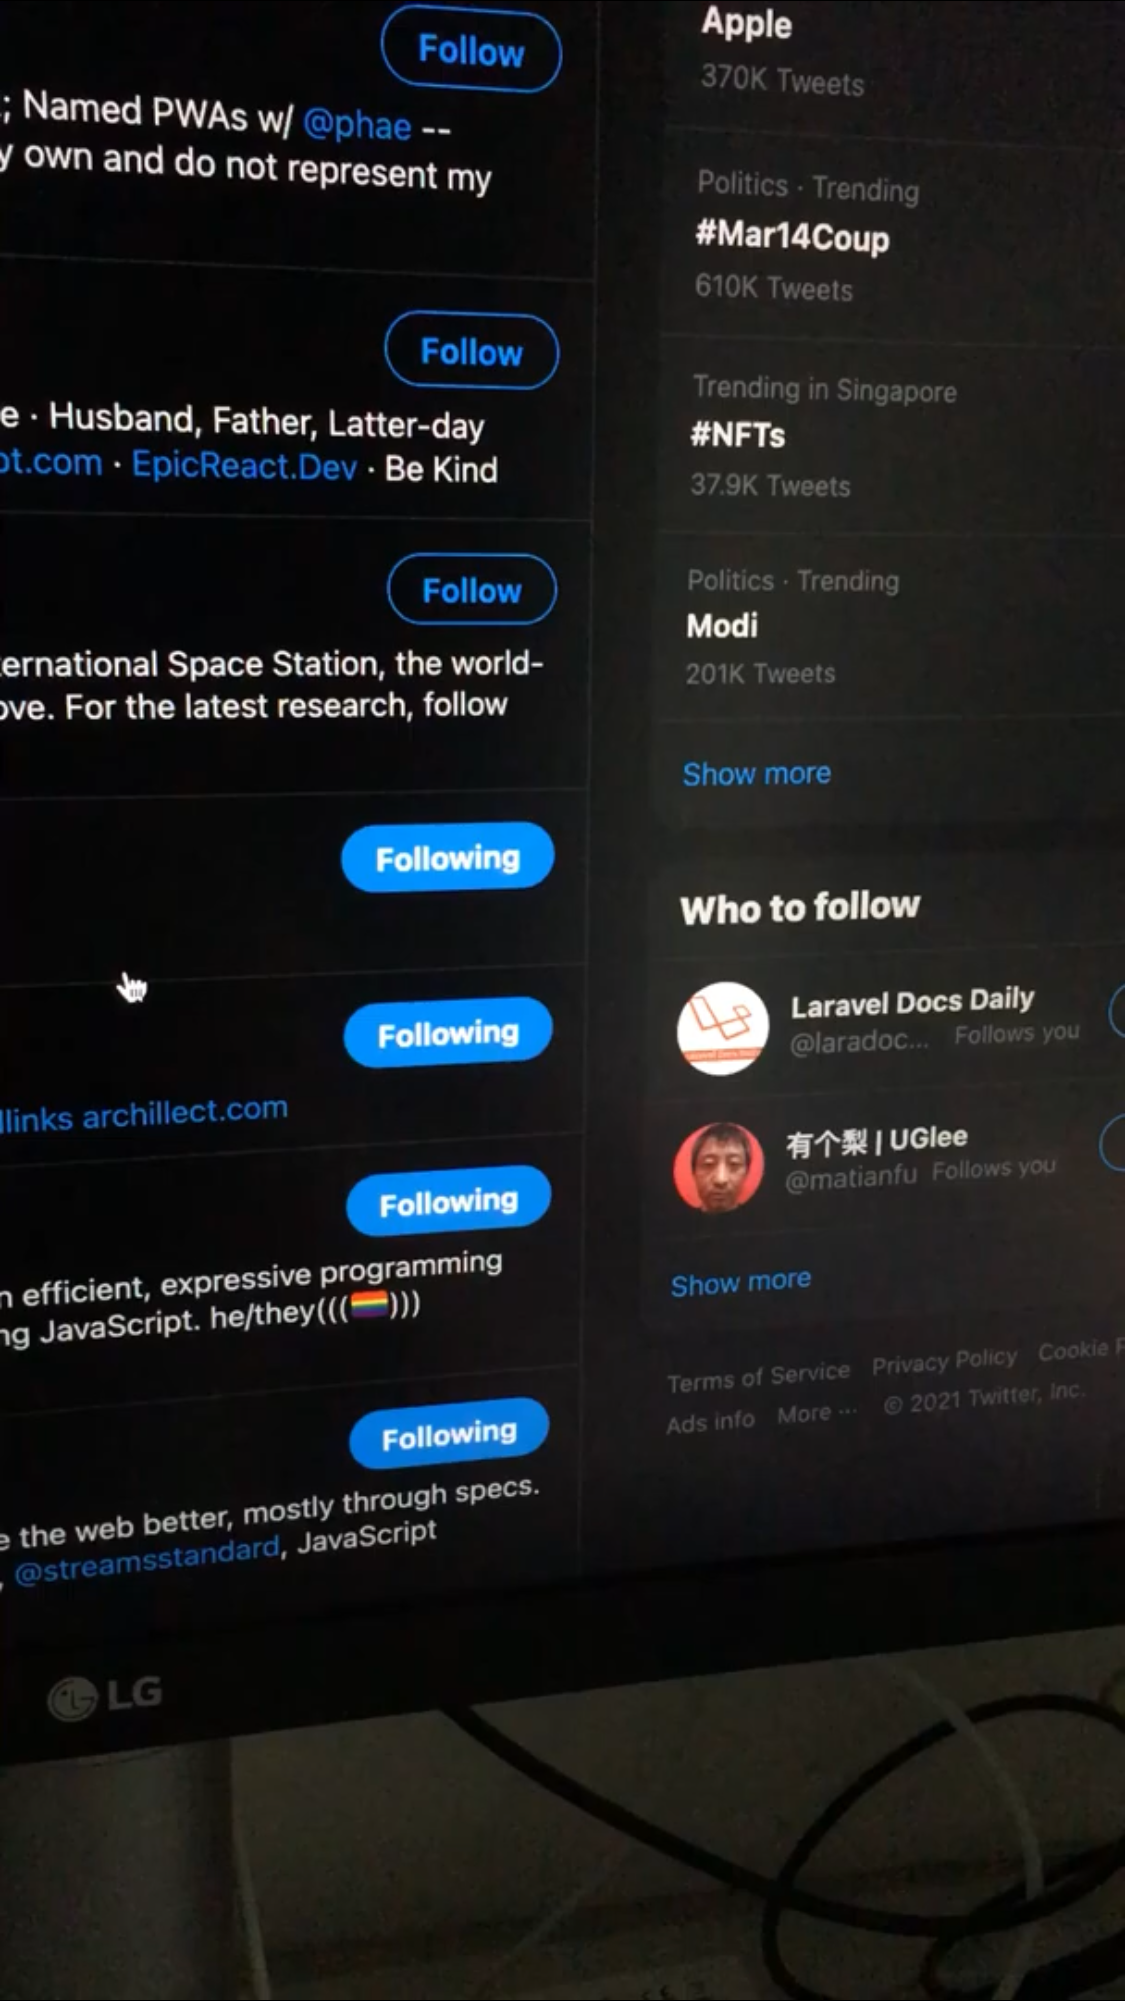 Follow
; Named PWAs w/ @phae --
y own and do not represent my
Follow
e · Husband, Father, Latter-day
ot.com · EpicReact.Dev · Be Kind
Follow
ternational Space Station, the world-
ove. For the latest research, follow
Following
Following
llinks archillect.com
Following
n efficient, expressive programming
ng JavaScript. he/they(((🏳️‍🌈)))
Following
e the web better, mostly through specs.
, @streamsstandard, JavaScript
Apple
370K Tweets
Politics · Trending
#Mar14Coup
610K Tweets
Trending in Singapore
#NFTs
37.9K Tweets
Politics · Trending
Modi
201K Tweets
Show more
Who to follow
Laravel Docs Daily
@laradoc... Follows you
有个梨 | UGlee
@matianfu Follows you
Show more
Terms of Service Privacy Policy Cookie P
Ads info More ··· © 2021 Twitter, Inc.
LG